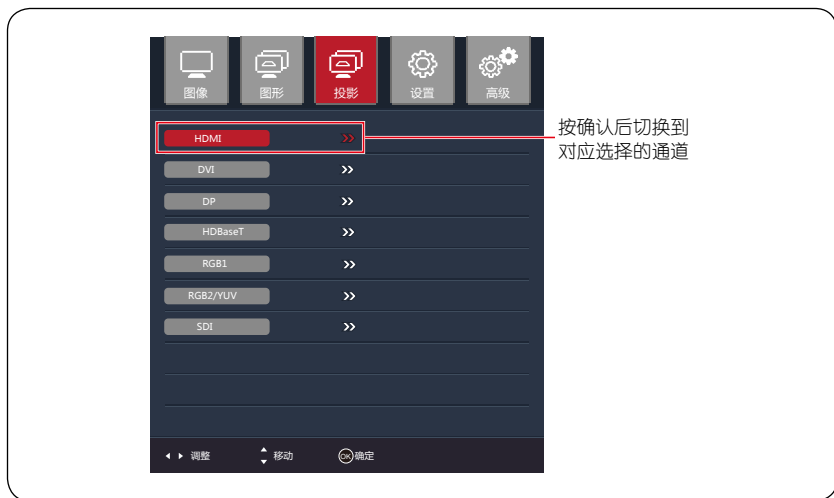 图像 图形 投影 设置 高级
HDMI
按确认后切换到
对应选择的通道
DVI
DP
HDBaseT
RGB1
RGB2/YUV
SDI
调整 移动 OK 确定